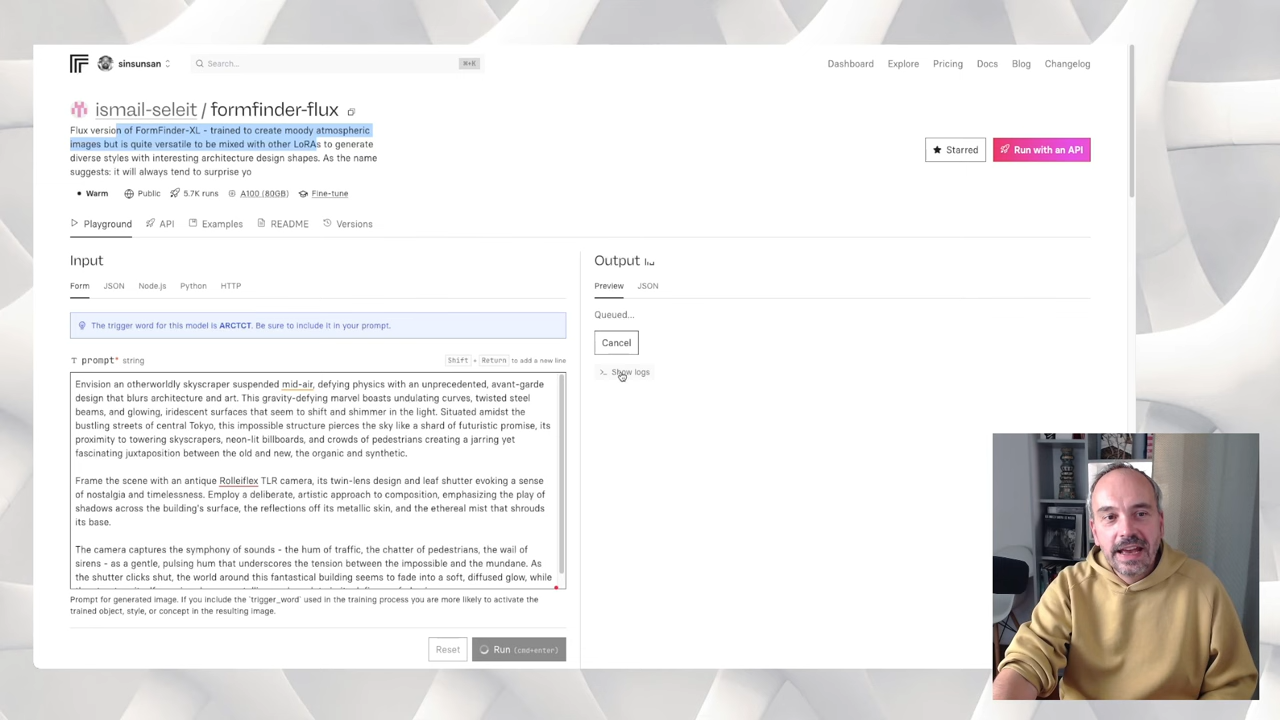 sinsunsan
Search...
⌘+K
Dashboard
Explore
Pricing
Docs
Blog
Changelog
ismail-seleit / formfinder-flux
Flux version of FormFinder-XL - trained to create moody atmospheric
images but is quite versatile to be mixed with other LoRAs to generate
diverse styles with interesting architecture design shapes. As the name
suggests: it will always tend to surprise yo
Starred
Run with an API
Warm
Public
5.7K runs
A100 (80GB)
Fine-tune
Playground
API
Examples
README
Versions
Input
Form
JSON
Node.js
Python
HTTP
The trigger word for this model is ARCTCT. Be sure to include it in your prompt.
T prompt* string
Shift + Return to add a new line
Envision an otherworldly skyscraper suspended mid-air, defying physics with an unprecedented, avant-garde
design that blurs architecture and art. This gravity-defying marvel boasts undulating curves, twisted steel
beams, and glowing, iridescent surfaces that seem to shift and shimmer in the light. Situated amidst the
bustling streets of central Tokyo, this impossible structure pierces the sky like a shard of futuristic promise, its
proximity to towering skyscrapers, neon-lit billboards, and crowds of pedestrians creating a jarring yet
fascinating juxtaposition between the old and new, the organic and synthetic.
Frame the scene with an antique Rolleiflex TLR camera, its twin-lens design and leaf shutter evoking a sense
of nostalgia and timelessness. Employ a deliberate, artistic approach to composition, emphasizing the play of
shadows across the building's surface, the reflections off its metallic skin, and the ethereal mist that shrouds
its base.
The camera captures the symphony of sounds - the hum of traffic, the chatter of pedestrians, the wail of
sirens - as a gentle, pulsing hum that underscores the tension between the impossible and the mundane. As
the shutter clicks shut, the world around this fantastical building seems to fade into a soft, diffused glow, while
Prompt for generated image. If you include the `trigger_word` used in the training process you are more likely to activate the
trained object, style, or concept in the resulting image.
Reset
Run (cmd+enter)
Output
Preview
JSON
Queued...
Cancel
Show logs